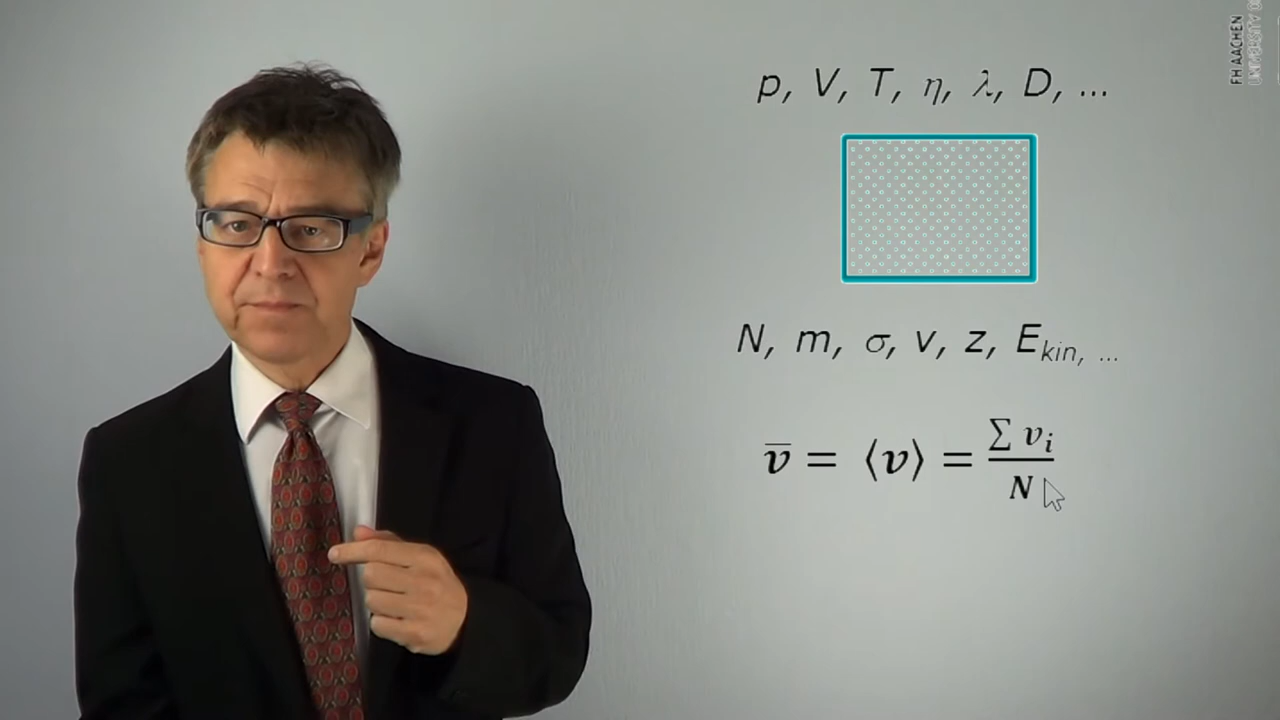 p, V, T, η, λ, D, ...
N, m, σ, v, z, E_kin, ...
v̅ = ⟨v⟩ = ∑ v_i / N
FH AACHEN